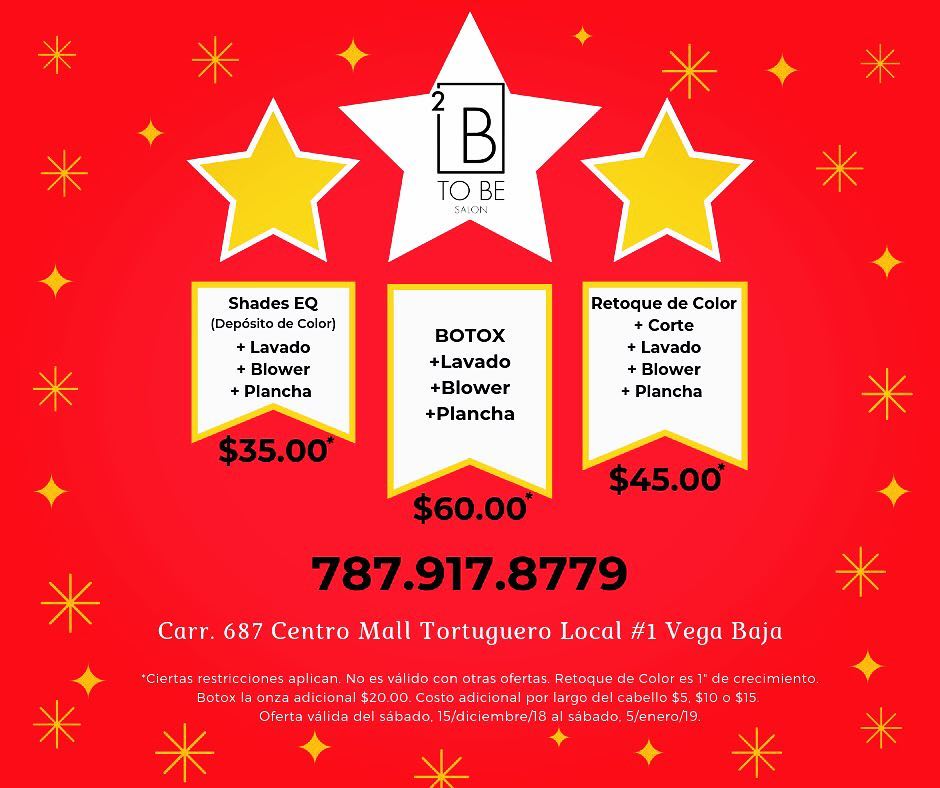 2
B
TO BE
SALON
Shades EQ
(Depósito de Color)
+ Lavado
+ Blower
+ Plancha
$35.00*
BOTOX
+Lavado
+Blower
+Plancha
$60.00*
Retoque de Color
+ Corte
+ Lavado
+ Blower
+ Plancha
$45.00*
787.917.8779
Carr. 687 Centro Mall Tortuguero Local #1 Vega Baja
*Ciertas restricciones aplican. No es válido con otras ofertas. Retoque de Color es 1" de crecimiento.
Botox la onza adicional $20.00. Costo adicional por largo del cabello $5, $10 o $15.
Oferta válida del sábado, 15/diciembre/18 al sábado, 5/enero/19.